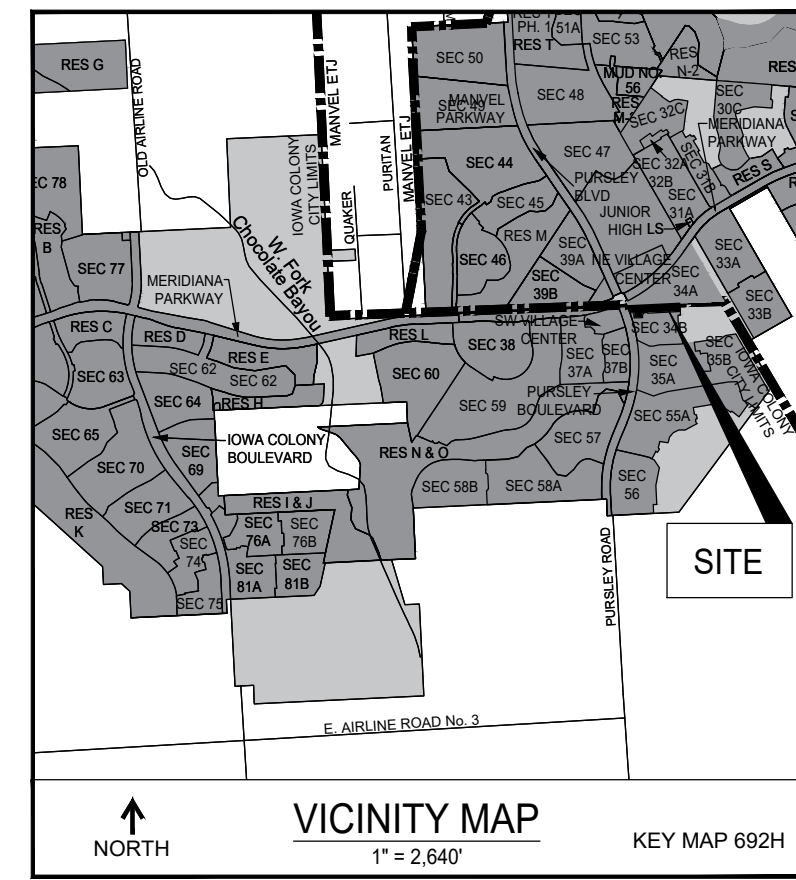 RES G
OLD AIRLINE ROAD
IOWA COLONY
CITY LIMITS
MANVEL ETJ
PURITAN
QUAKER
MANVEL ETJ
SEC 50
PH. 1
RES T
51A
SEC 53
RES
N-2
RES
MUD NO.
56
RES
SEC 49
MANVEL
PARKWAY
SEC 48
SEC 32C
SEC
30C
MERIDIANA
PARKWAY
SEC 44
SEC 47
SEC 32A
32B
SEC 31B
RES S
PURSLEY
BLVD
SEC 43
SEC 45
SEC
31A
JUNIOR
HIGH LS
RES M
SEC 46
SEC
39A
SEC
39B
NE VILLAGE
CENTER
SEC
34A
SEC
33A
SEC
33B
SEC 34B
SEC
35B
IOWA COLONY
CITY LIMITS
EC 78
RES
B
SEC 77
W. Fork
Chocolate Bayou
MERIDIANA
PARKWAY
RES C
RES D
RES E
SEC 62
SEC 62
RES L
SEC 38
SW VILLAGE
CENTER
SEC
37A
SEC
37B
SEC
35A
SEC 63
SEC 64
RES H
SEC 60
SEC 59
PURSLEY
BOULEVARD
SEC 55A
SEC 65
IOWA COLONY
BOULEVARD
SEC
69
RES N & O
SEC 57
SEC 70
SEC 58B
SEC 58A
SEC
56
SEC 71
RES I & J
RES
K
SEC 73
SEC
74
SEC
76A
SEC
76B
SEC
81A
SEC
81B
SEC 75
PURSLEY ROAD
SITE
E. AIRLINE ROAD No. 3
NORTH
VICINITY MAP
1" = 2,640'
KEY MAP 692H